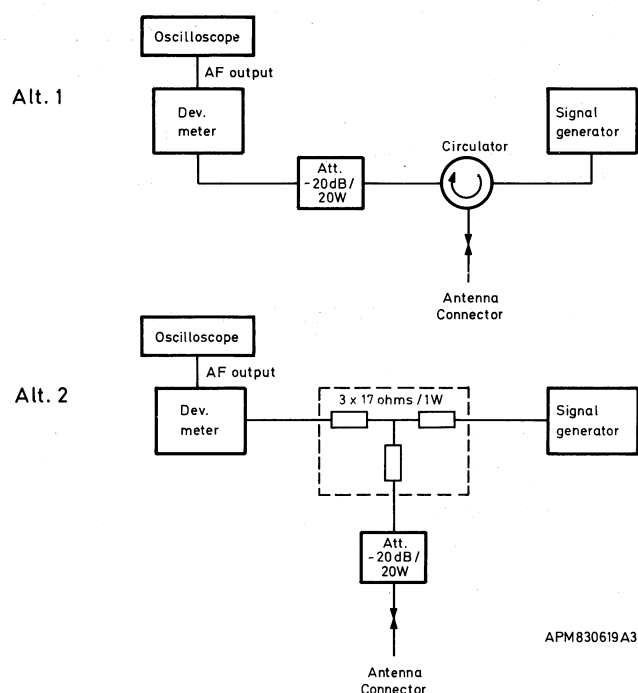 Oscilloscope
AF output
Alt. 1
Dev.
meter
Signal
generator
Circulator
Att.
-20dB/
20W
Antenna
Connector
Oscilloscope
AF output
Alt. 2
3 x 17 ohms / 1W
Dev.
meter
Signal
generator
Att.
-20dB/
20W
APM830619A3
Antenna
Connector